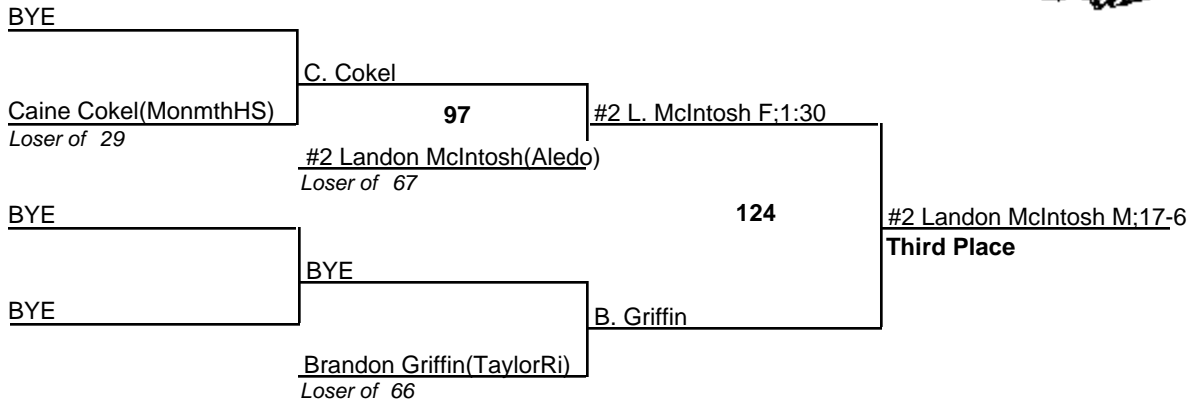 BYE
C. Cokel
Caine Cokel(MonmthHS)
97
#2 L. McIntosh F;1:30
Loser of 29
#2 Landon McIntosh(Aledo)
Loser of 67
BYE
124
#2 Landon McIntosh M;17-6
Third Place
BYE
BYE
B. Griffin
Brandon Griffin(TaylorRi)
Loser of 66